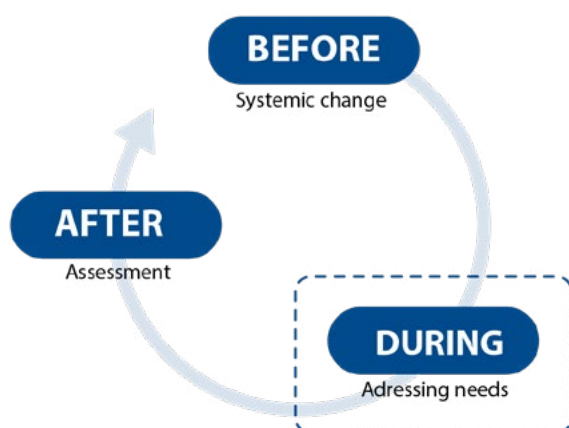 BEFORE
Systemic change
AFTER
Assessment
DURING
Adressing needs